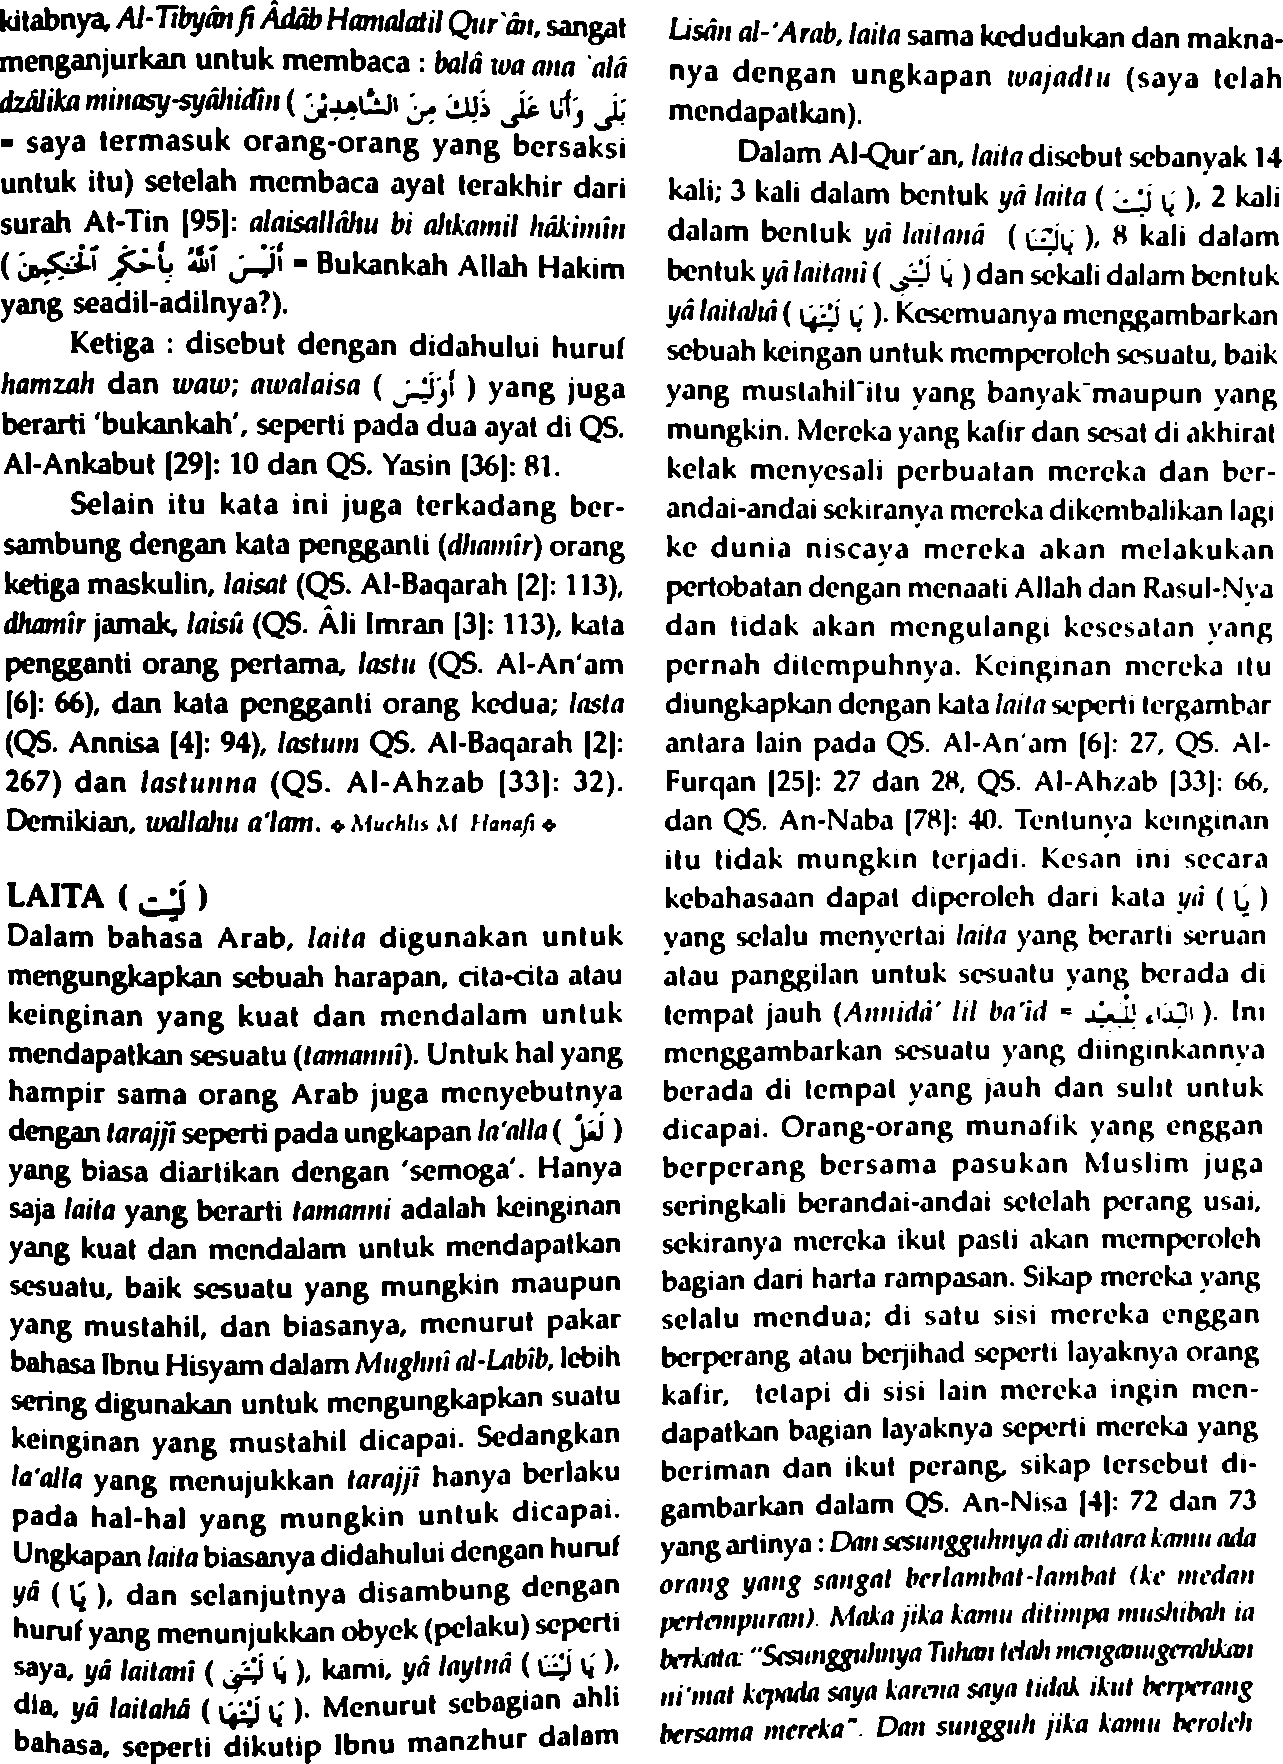 kitabnya, Al-Tibyân fi Âdâb Hamalatil Qur`ân, sangat
menganjurkan untuk membaca : balâ wa ana `alâ
dzâlika minasy-syâhidîn ( بَلَى وَأَنَا عَلَى ذَلِكَ مِنَ الشَّاهِدِيْنَ
= saya termasuk orang-orang yang bersaksi
untuk itu) setelah membaca ayat terakhir dari
surah At-Tin [95]: alaisallâhu bi ahkamil hâkimîn
( أَلَيْسَ ٱللَّهُ بِأَحْكَمِ ٱلْحَٰكِمِينَ = Bukankah Allah Hakim
yang seadil-adilnya?).
Ketiga : disebut dengan didahului huruf
hamzah dan waw; awalaisa ( أَوَلَيْسَ ) yang juga
berarti 'bukankah', seperti pada dua ayat di QS.
Al-Ankabut [29]: 10 dan QS. Yasin [36]: 81.
Selain itu kata ini juga terkadang ber-
sambung dengan kata pengganti (dhamîr) orang
ketiga maskulin, laisat (QS. Al-Baqarah [2]: 113),
dhamîr jamak, laisû (QS. Âli Imran [3]: 113), kata
pengganti orang pertama, lastu (QS. Al-An'am
[6]: 66), dan kata pengganti orang kedua; lasta
(QS. Annisa [4]: 94), lastum QS. Al-Baqarah [2]:
267) dan lastunna (QS. Al-Ahzab [33]: 32).
Demikian, wallahu a'lam. ✦ Muchlis M Hanafi ✦
LAITA ( لَيْتَ )
Dalam bahasa Arab, laita digunakan untuk
mengungkapkan sebuah harapan, cita-cita atau
keinginan yang kuat dan mendalam untuk
mendapatkan sesuatu (tamannî). Untuk hal yang
hampir sama orang Arab juga menyebutnya
dengan tarajjî seperti pada ungkapan la'alla ( لَعَلَّ )
yang biasa diartikan dengan 'semoga'. Hanya
saja laita yang berarti tamanni adalah keinginan
yang kuat dan mendalam untuk mendapatkan
sesuatu, baik sesuatu yang mungkin maupun
yang mustahil, dan biasanya, menurut pakar
bahasa Ibnu Hisyam dalam Mughnî al-Labîb, lebih
sering digunakan untuk mengungkapkan suatu
keinginan yang mustahil dicapai. Sedangkan
la'alla yang menujukkan tarajjî hanya berlaku
pada hal-hal yang mungkin untuk dicapai.
Ungkapan laita biasanya didahului dengan huruf
yâ ( يَا ), dan selanjutnya disambung dengan
huruf yang menunjukkan obyek (pelaku) seperti
saya, yâ laitanî ( يَا لَيْتَنِى ), kami, yâ laytnâ ( يَا لَيْتَنَا ),
dia, yâ laitahâ ( يَا لَيْتَهَا ). Menurut sebagian ahli
bahasa, seperti dikutip Ibnu manzhur dalam
Lisân al-'Arab, laita sama kedudukan dan makna-
nya dengan ungkapan wajadtu (saya telah
mendapatkan).
Dalam Al-Qur'an, laita disebut sebanyak 14
kali; 3 kali dalam bentuk yâ laita ( يَا لَيْتَ ), 2 kali
dalam bentuk yâ laitanâ ( يَالَيْتَنَا ), 8 kali dalam
bentuk yâ laitani ( يَا لَيْتَنِى ) dan sekali dalam bentuk
yâ laitahâ ( يَا لَيْتَهَا ). Kesemuanya menggambarkan
sebuah keingan untuk memperoleh sesuatu, baik
yang mustahil itu yang banyak maupun yang
mungkin. Mereka yang kafir dan sesat di akhirat
kelak menyesali perbuatan mereka dan ber-
andai-andai sekiranya mereka dikembalikan lagi
ke dunia niscaya mereka akan melakukan
pertobatan dengan menaati Allah dan Rasul-Nya
dan tidak akan mengulangi kesesatan yang
pernah ditempuhnya. Keinginan mereka itu
diungkapkan dengan kata laita seperti tergambar
antara lain pada QS. Al-An'am [6]: 27, QS. Al-
Furqan [25]: 27 dan 28, QS. Al-Ahzab [33]: 66,
dan QS. An-Naba [78]: 40. Tentunya keinginan
itu tidak mungkin terjadi. Kesan ini secara
kebahasaan dapat diperoleh dari kata yâ ( يَا )
yang selalu menyertai laita yang berarti seruan
atau panggilan untuk sesuatu yang berada di
tempat jauh (Annidâ' lil ba'îd = النِّدَاءُ لِلْبَعِيْدِ ). Ini
menggambarkan sesuatu yang diinginkannya
berada di tempat yang jauh dan sulit untuk
dicapai. Orang-orang munafik yang enggan
berperang bersama pasukan Muslim juga
seringkali berandai-andai setelah perang usai,
sekiranya mereka ikut pasti akan memperoleh
bagian dari harta rampasan. Sikap mereka yang
selalu mendua; di satu sisi mereka enggan
berperang atau berjihad seperti layaknya orang
kafir, tetapi di sisi lain mereka ingin men-
dapatkan bagian layaknya seperti mereka yang
beriman dan ikut perang, sikap tersebut di-
gambarkan dalam QS. An-Nisa [4]: 72 dan 73
yang artinya : Dan sesungguhnya di antara kamu ada
orang yang sangat berlambat-lambat (ke medan
pertempuran). Maka jika kamu ditimpa mushibah ia
berkata: "Sesungguhnya Tuhan telah menganugerahkan
ni'mat kepada saya karena saya tidak ikut berperang
bersama mereka". Dan sungguh jika kamu beroleh